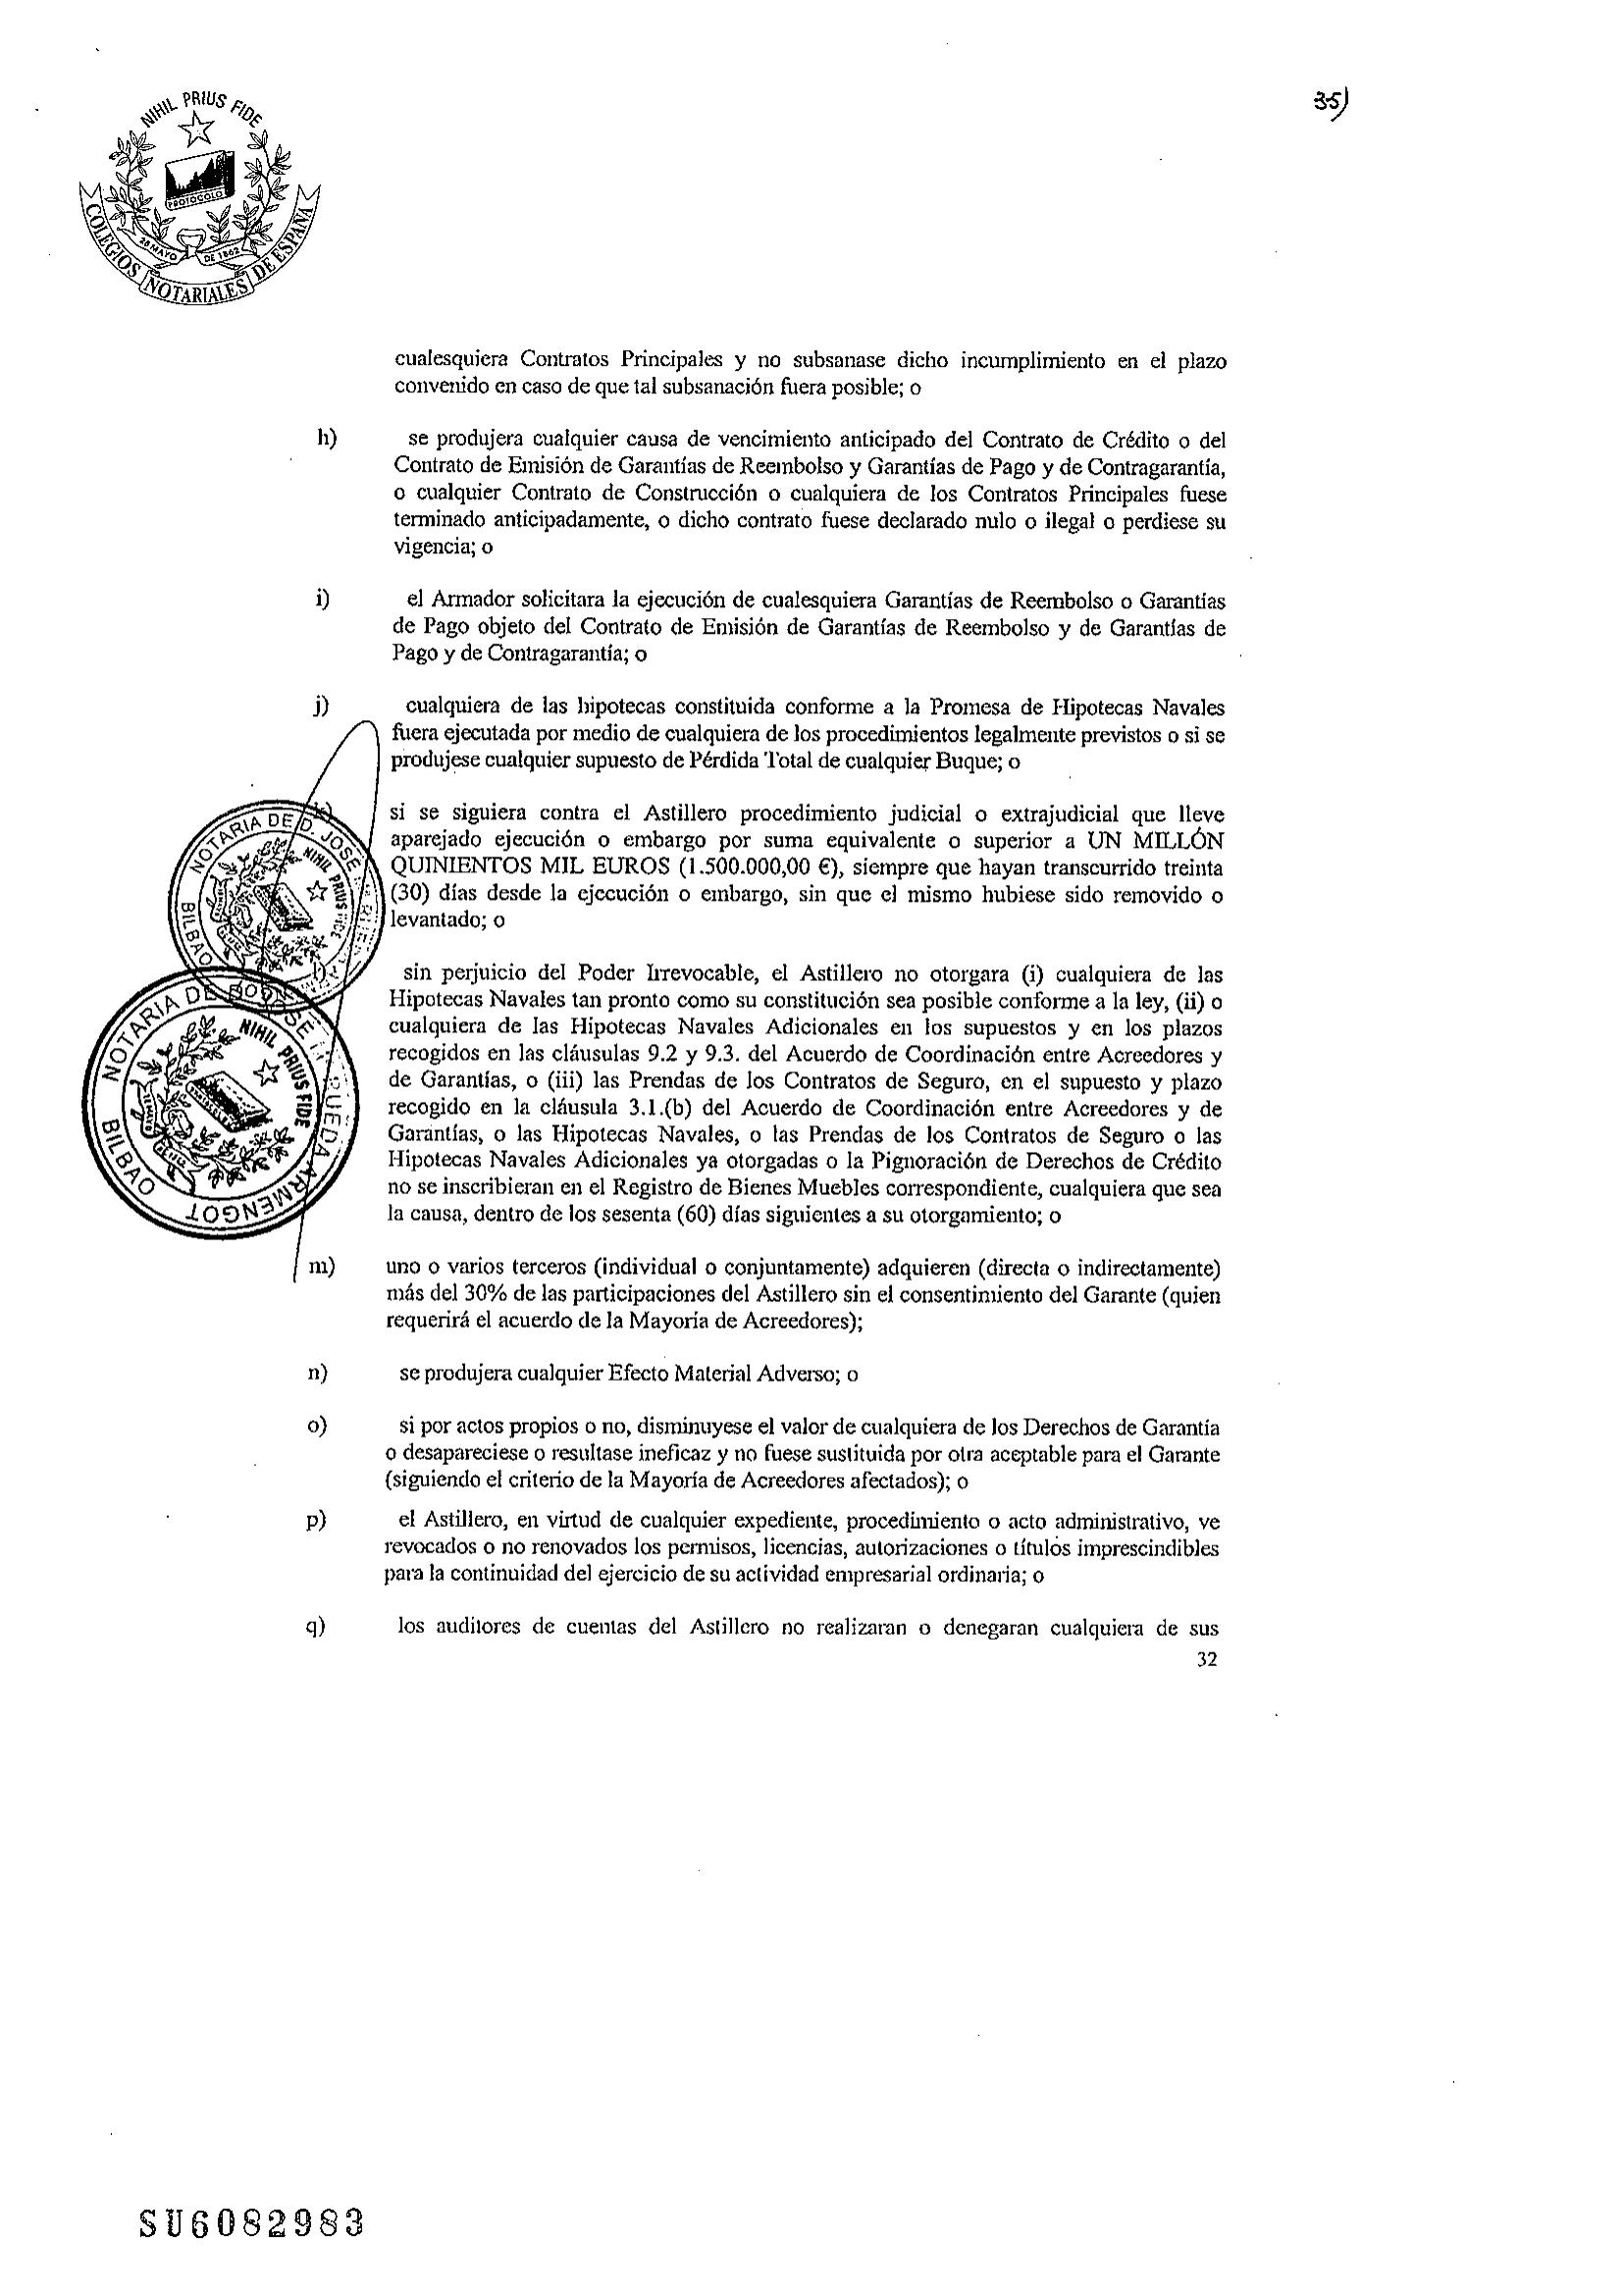 35)
NIHIL PRIUS FIDE
PROTOCOLO
28 MAYO DE 1862
COLEGIOS NOTARIALES DE ESPAÑA
cualesquiera Contratos Principales y no subsanase dicho incumplimiento en el plazo
convenido en caso de que tal subsanación fuera posible; o
h) se produjera cualquier causa de vencimiento anticipado del Contrato de Crédito o del
Contrato de Emisión de Garantías de Reembolso y Garantías de Pago y de Contragarantía,
o cualquier Contrato de Construcción o cualquiera de los Contratos Principales fuese
terminado anticipadamente, o dicho contrato fuese declarado nulo o ilegal o perdiese su
vigencia; o
i) el Armador solicitara la ejecución de cualesquiera Garantías de Reembolso o Garantías
de Pago objeto del Contrato de Emisión de Garantías de Reembolso y de Garantías de
Pago y de Contragarantía; o
j) cualquiera de las hipotecas constituida conforme a la Promesa de Hipotecas Navales
fuera ejecutada por medio de cualquiera de los procedimientos legalmente previstos o si se
produjese cualquier supuesto de Pérdida Total de cualquier Buque; o
k) si se siguiera contra el Astillero procedimiento judicial o extrajudicial que lleve
aparejado ejecución o embargo por suma equivalente o superior a UN MILLÓN
QUINIENTOS MIL EUROS (1.500.000,00 €), siempre que hayan transcurrido treinta
(30) días desde la ejecución o embargo, sin que el mismo hubiese sido removido o
levantado; o
NOTARIA DE D. JOSE
NIHIL PRIUS FIDE
BILBAO
sin perjuicio del Poder Irrevocable, el Astillero no otorgara (i) cualquiera de las
Hipotecas Navales tan pronto como su constitución sea posible conforme a la ley, (ii) o
cualquiera de las Hipotecas Navales Adicionales en los supuestos y en los plazos
recogidos en las cláusulas 9.2 y 9.3. del Acuerdo de Coordinación entre Acreedores y
de Garantías, o (iii) las Prendas de los Contratos de Seguro, en el supuesto y plazo
recogido en la cláusula 3.1.(b) del Acuerdo de Coordinación entre Acreedores y de
Garantías, o las Hipotecas Navales, o las Prendas de los Contratos de Seguro o las
Hipotecas Navales Adicionales ya otorgadas o la Pignoración de Derechos de Crédito
no se inscribieran en el Registro de Bienes Muebles correspondiente, cualquiera que sea
la causa, dentro de los sesenta (60) días siguientes a su otorgamiento; o
NOTARIA DE JOSE RUEDA ARMENGOT
NIHIL PRIUS FIDE
BILBAO
m) uno o varios terceros (individual o conjuntamente) adquieren (directa o indirectamente)
más del 30% de las participaciones del Astillero sin el consentimiento del Garante (quien
requerirá el acuerdo de la Mayoría de Acreedores);
n) se produjera cualquier Efecto Material Adverso; o
o) si por actos propios o no, disminuyese el valor de cualquiera de los Derechos de Garantía
o desapareciese o resultase ineficaz y no fuese sustituida por otra aceptable para el Garante
(siguiendo el criterio de la Mayoría de Acreedores afectados); o
p) el Astillero, en virtud de cualquier expediente, procedimiento o acto administrativo, ve
revocados o no renovados los permisos, licencias, autorizaciones o títulos imprescindibles
para la continuidad del ejercicio de su actividad empresarial ordinaria; o
q) los auditores de cuentas del Astillero no realizaran o denegaran cualquiera de sus
32
SU6082983